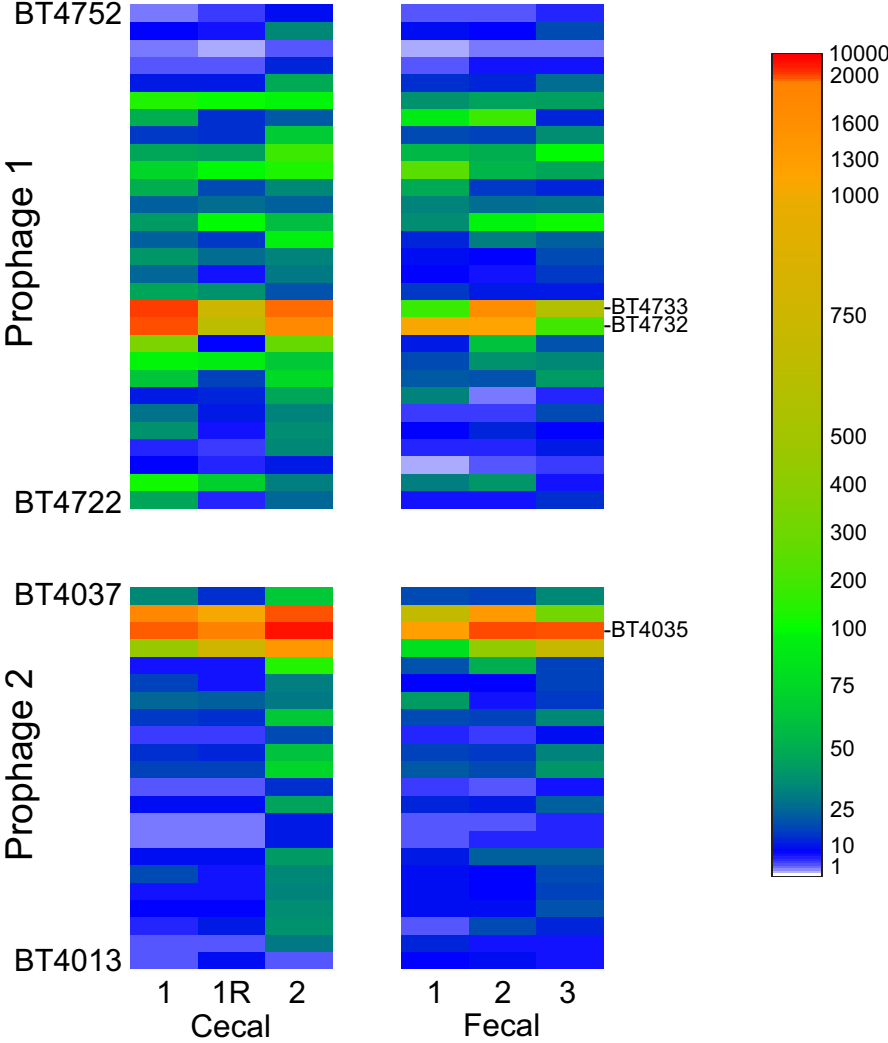 BT4752
Prophage 1
BT4722
-BT4733
-BT4732
BT4037
Prophage 2
BT4013
-BT4035
1 1R 2
Cecal
1 2 3
Fecal
10000
2000
1600
1300
1000
750
500
400
300
200
100
75
50
25
10
1